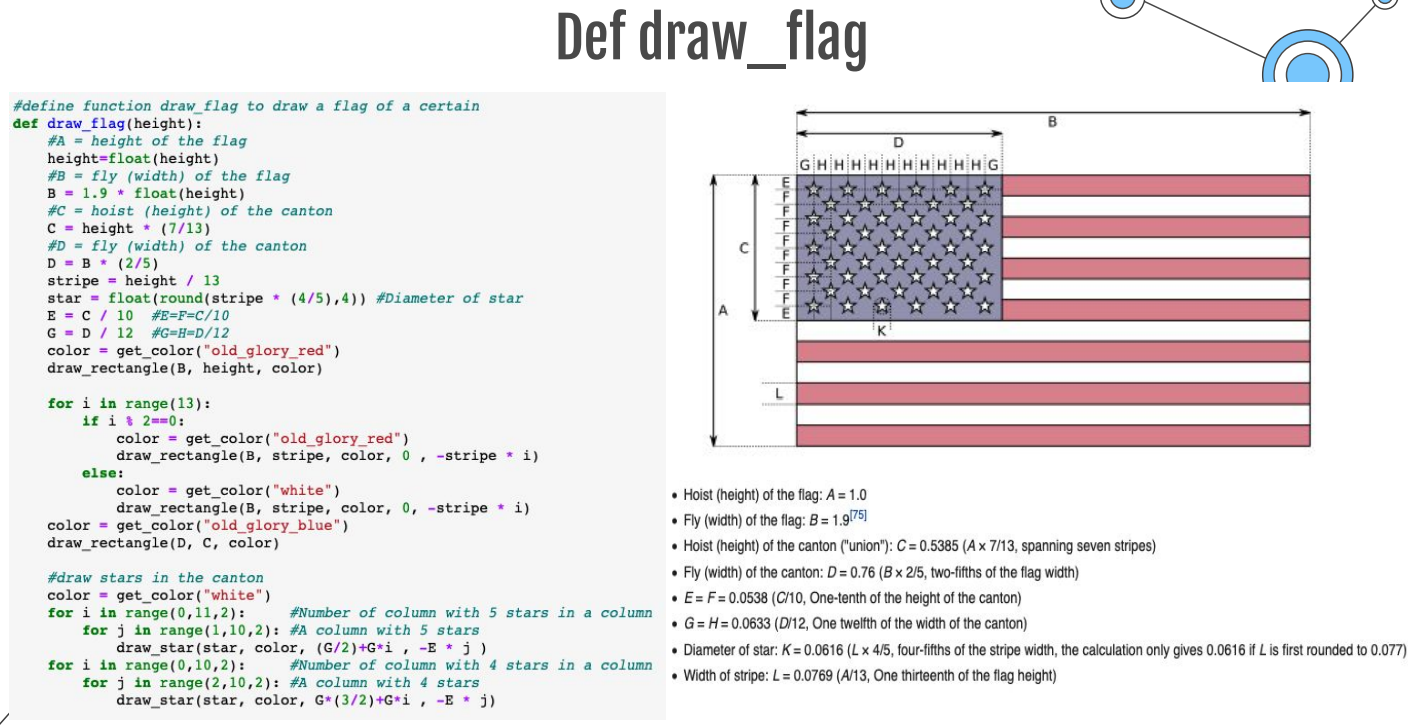 Def draw_flag
#define function draw_flag to draw a flag of a certain
def draw_flag(height):
    #A = height of the flag
    height=float(height)
    #B = fly (width) of the flag
    B = 1.9 * float(height)
    #C = hoist (height) of the canton
    C = height * (7/13)
    #D = fly (width) of the canton
    D = B * (2/5)
    stripe = height / 13
    star = float(round(stripe * (4/5),4)) #Diameter of star
    E = C / 10  #E=F=C/10
    G = D / 12  #G=H=D/12
    color = get_color("old_glory_red")
    draw_rectangle(B, height, color)
    for i in range(13):
        if i % 2==0:
            color = get_color("old_glory_red")
            draw_rectangle(B, stripe, color, 0 , -stripe * i)
        else:
            color = get_color("white")
            draw_rectangle(B, stripe, color, 0, -stripe * i)
    color = get_color("old_glory_blue")
    draw_rectangle(D, C, color)
    #draw stars in the canton
    color = get_color("white")
    for i in range(0,11,2):     #Number of column with 5 stars in a column
        for j in range(1,10,2): #A column with 5 stars
            draw_star(star, color, (G/2)+G*i , -E * j )
    for i in range(0,10,2):     #Number of column with 4 stars in a column
        for j in range(2,10,2): #A column with 4 stars
            draw_star(star, color, G*(3/2)+G*i , -E * j)
B
D
G H H H H H H H H H H G
E
F
F
F
F
F
F
F
F
E
C
A
K
L
• Hoist (height) of the flag: A = 1.0
• Fly (width) of the flag: B = 1.9[75]
• Hoist (height) of the canton ("union"): C = 0.5385 (A × 7/13, spanning seven stripes)
• Fly (width) of the canton: D = 0.76 (B × 2/5, two-fifths of the flag width)
• E = F = 0.0538 (C/10, One-tenth of the height of the canton)
• G = H = 0.0633 (D/12, One twelfth of the width of the canton)
• Diameter of star: K = 0.0616 (L × 4/5, four-fifths of the stripe width, the calculation only gives 0.0616 if L is first rounded to 0.077)
• Width of stripe: L = 0.0769 (A/13, One thirteenth of the flag height)